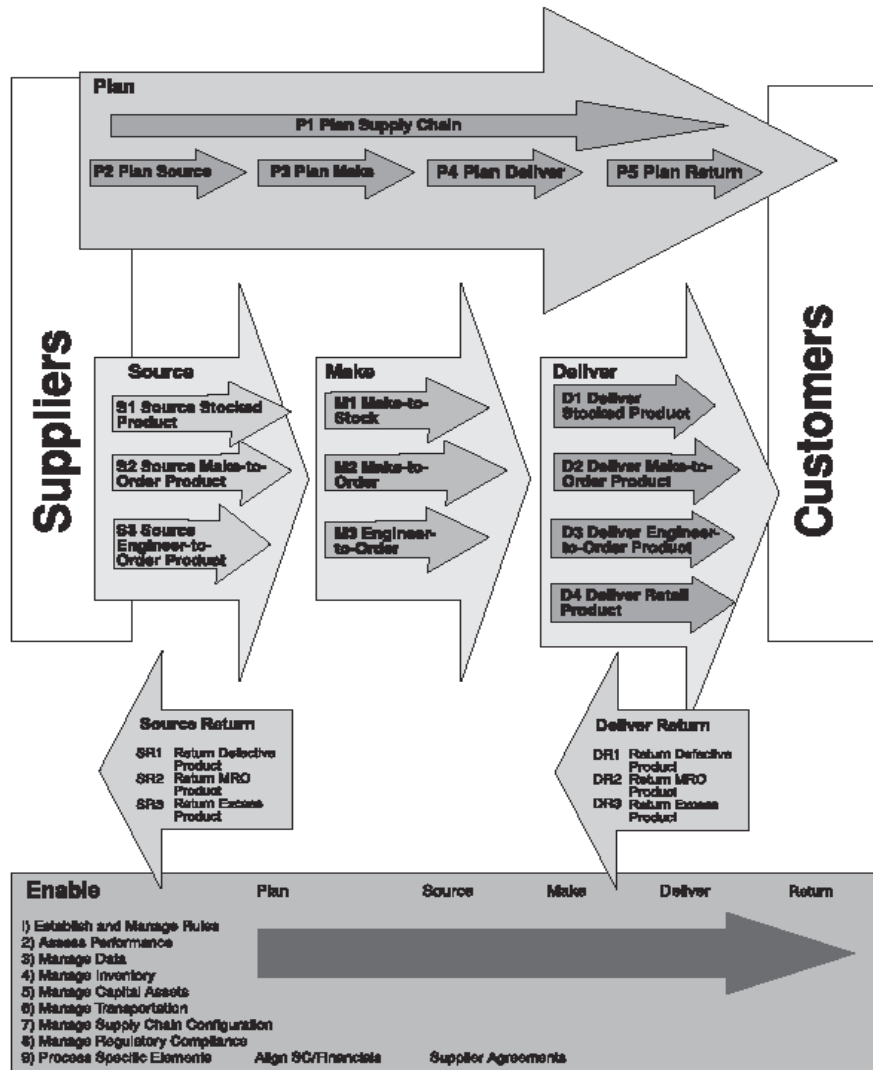 Plan
P1 Plan Supply Chain
P2 Plan Source
P3 Plan Make
P4 Plan Deliver
P5 Plan Return
Suppliers
Customers
Source
S1 Source Stocked
Product
S2 Source Make-to-
Order Product
S3 Source
Engineer-to-
Order Product
Make
M1 Make-to-
Stock
M2 Make-to-
Order
M3 Engineer-
to-Order
Deliver
D1 Deliver
Stocked Product
D2 Deliver Make-to-
Order Product
D3 Deliver Engineer-
to-Order Product
D4 Deliver Retail
Product
Source Return
SR1 Return Defective
Product
SR2 Return MRO
Product
SR3 Return Excess
Product
Deliver Return
DR1 Return Defective
Product
DR2 Return MRO
Product
DR3 Return Excess
Product
Enable
Plan Source Make Deliver Return
1) Establish and Manage Rules
2) Assess Performance
3) Manage Data
4) Manage Inventory
5) Manage Capital Assets
6) Manage Transportation
7) Manage Supply Chain Configuration
8) Manage Regulatory Compliance
9) Process Specific Elements Align SC/Financials Supplier Agreements